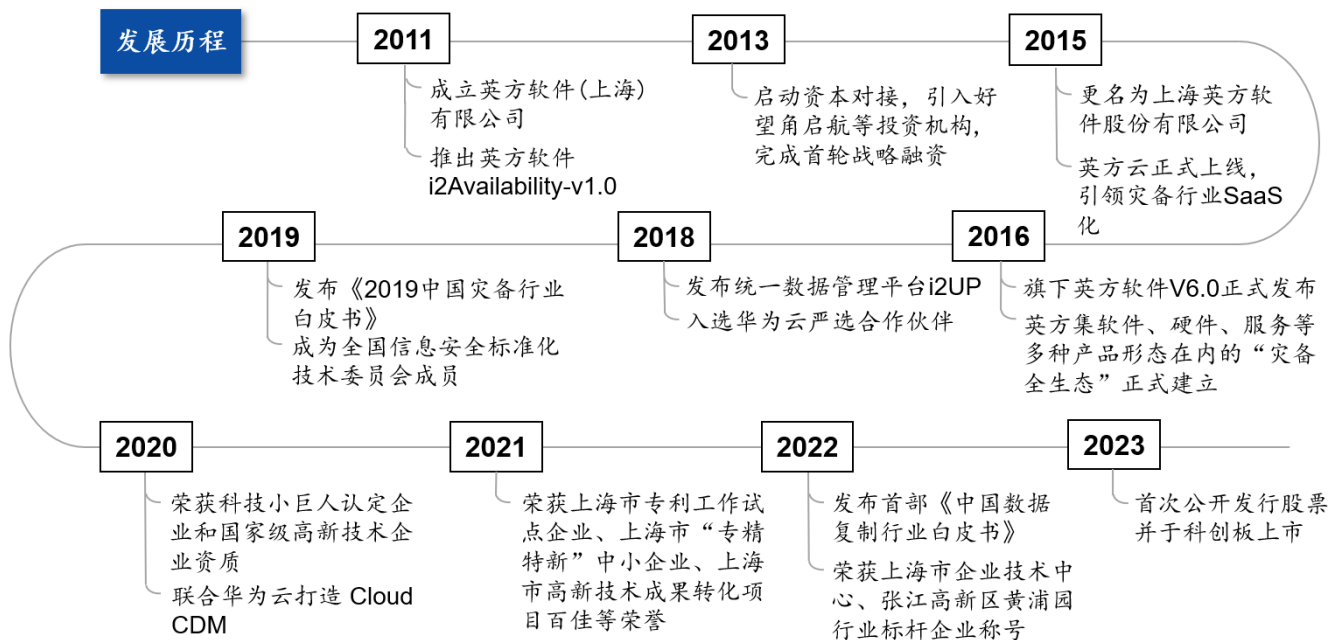 发展历程
2011
成立英方软件(上海)
有限公司
推出英方软件
i2Availability-v1.0
2013
启动资本对接，引入好
望角启航等投资机构，
完成首轮战略融资
2015
更名为上海英方软
件股份有限公司
英方云正式上线，
引领灾备行业SaaS
化
2016
旗下英方软件V6.0正式发布
英方集软件、硬件、服务等
多种产品形态在内的“灾备
全生态”正式建立
2018
发布统一数据管理平台i2UP
入选华为云严选合作伙伴
2019
发布《2019中国灾备行业
白皮书》
成为全国信息安全标准化
技术委员会成员
2020
荣获科技小巨人认定企
业和国家级高新技术企
业资质
联合华为云打造 Cloud
CDM
2021
荣获上海市专利工作试
点企业、上海市“专精
特新”中小企业、上海
市高新技术成果转化项
目百佳等荣誉
2022
发布首部《中国数据
复制行业白皮书》
荣获上海市企业技术中
心、张江高新区黄浦园
行业标杆企业称号
2023
首次公开发行股票
并于科创板上市